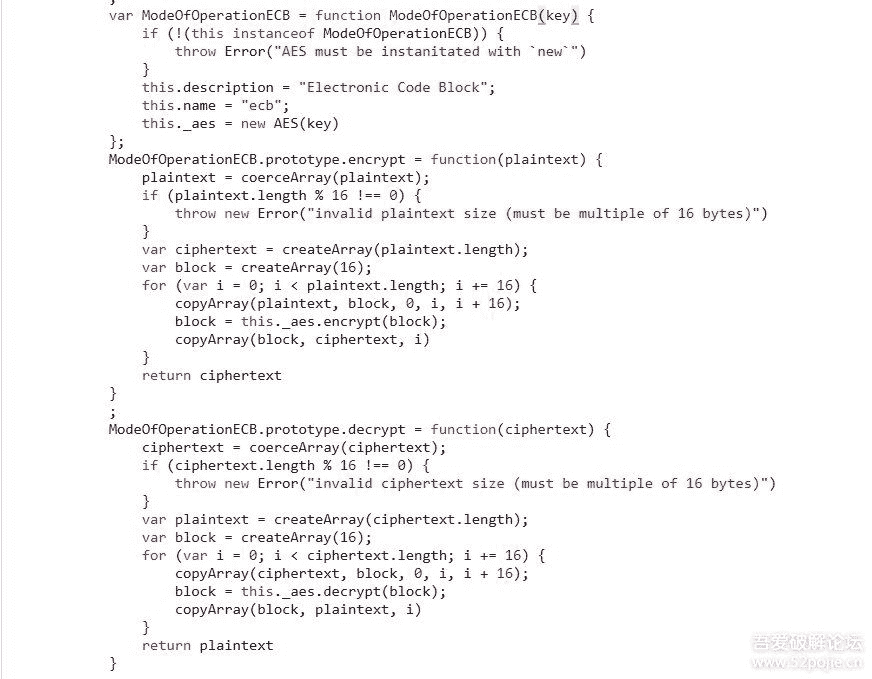 ;
var ModeOfOperationECB = function ModeOfOperationECB(key) {
if (!(this instanceof ModeOfOperationECB)) {
throw Error("AES must be instanitated with `new`")
}
this.description = "Electronic Code Block";
this.name = "ecb";
this._aes = new AES(key)
};
ModeOfOperationECB.prototype.encrypt = function(plaintext) {
plaintext = coerceArray(plaintext);
if (plaintext.length % 16 !== 0) {
throw new Error("invalid plaintext size (must be multiple of 16 bytes)")
}
var ciphertext = createArray(plaintext.length);
var block = createArray(16);
for (var i = 0; i < plaintext.length; i += 16) {
copyArray(plaintext, block, 0, i, i + 16);
block = this._aes.encrypt(block);
copyArray(block, ciphertext, i)
}
return ciphertext
}
;
ModeOfOperationECB.prototype.decrypt = function(ciphertext) {
ciphertext = coerceArray(ciphertext);
if (ciphertext.length % 16 !== 0) {
throw new Error("invalid ciphertext size (must be multiple of 16 bytes)")
}
var plaintext = createArray(ciphertext.length);
var block = createArray(16);
for (var i = 0; i < ciphertext.length; i += 16) {
copyArray(ciphertext, block, 0, i, i + 16);
block = this._aes.decrypt(block);
copyArray(block, plaintext, i)
}
return plaintext
}
吾爱破解论坛
www.52pojie.cn